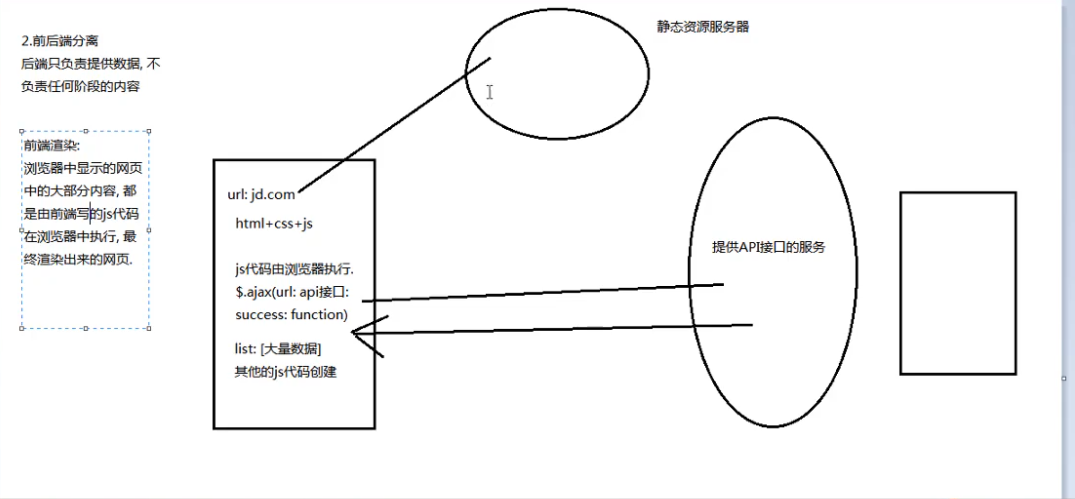 2.前后端分离
后端只负责提供数据, 不
负责任何阶段的内容
前端渲染:
浏览器中显示的网页
中的大部分内容, 都
是由前端写的js代码
在浏览器中执行, 最
终渲染出来的网页.
静态资源服务器
url: jd.com
html+css+js
js代码由浏览器执行.
$.ajax(url: api接口:
success: function)
list: [大量数据]
其他的js代码创建
提供API接口的服务